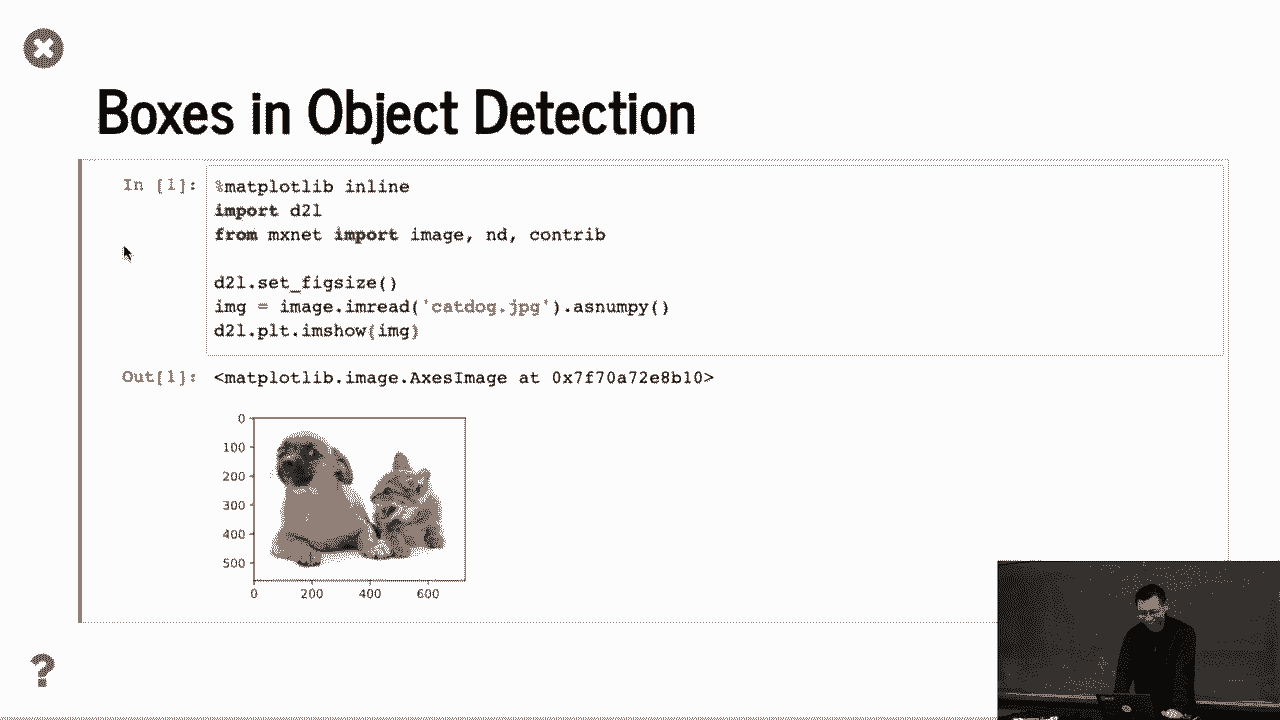 Boxes in Object Detection
In [1]:
%matplotlib inline
import d2l
from mxnet import image, nd, contrib
d2l.set_figsize()
img = image.imread('catdog.jpg').asnumpy()
d2l.plt.imshow(img)
Out[1]: <matplotlib.image.AxesImage at 0x7f70a72e8b10>
0
100
200
300
400
500
0 200 400 600
?